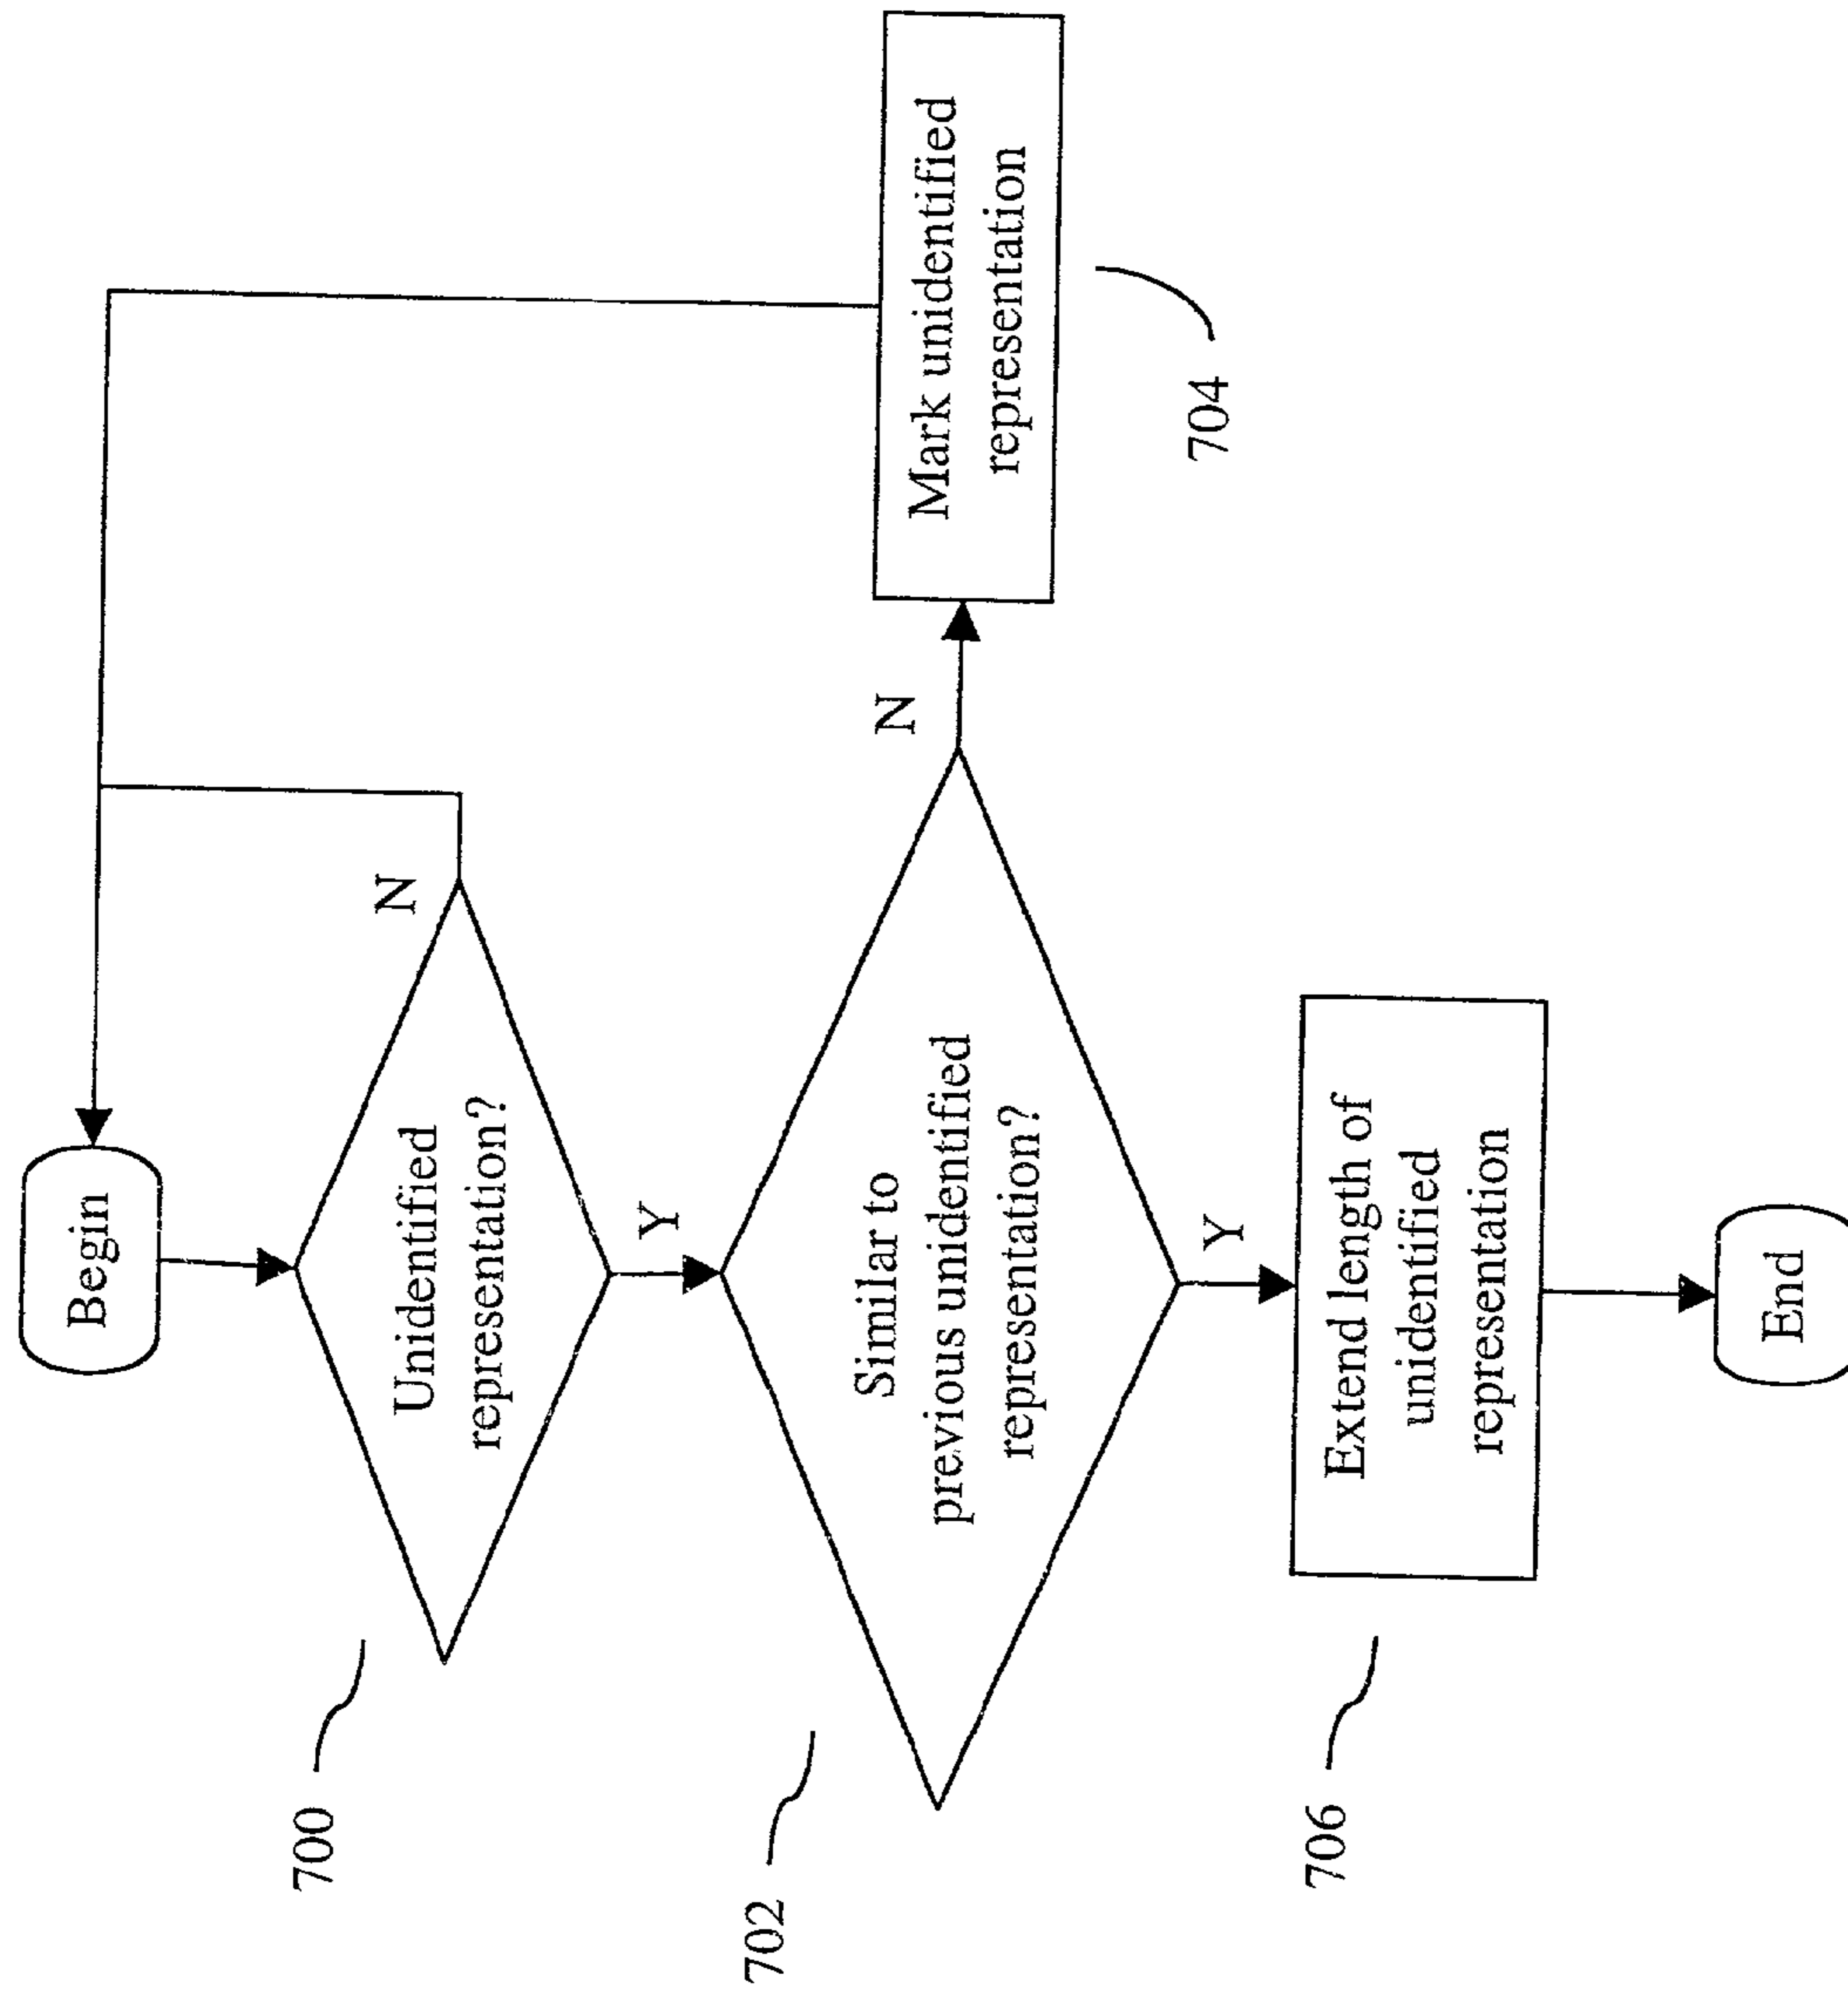 Begin
700
Unidentified
representation?
N
Y
702
Similar to
previous unidentified
representation?
N
Mark unidentified
representation
704
Y
706
Extend length of
unidentified
representation
End